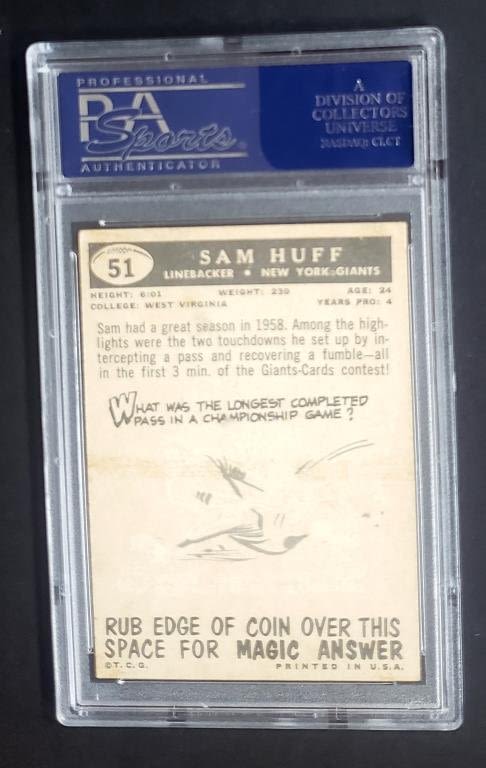 PROFESSIONAL
PSA
Sports
AUTHENTICATOR
A
DIVISION OF
COLLECTORS
UNIVERSE
NASDAQ: CLCT
51
SAM HUFF
LINEBACKER • NEW YORK GIANTS
HEIGHT: 6:01 WEIGHT: 230 AGE: 24
COLLEGE: WEST VIRGINIA YEARS PRO: 4
Sam had a great season in 1958. Among the high-
lights were the two touchdowns he set up by in-
tercepting a pass and recovering a fumble—all
in the first 3 min. of the Giants-Cards contest!
WHAT WAS THE LONGEST COMPLETED
PASS IN A CHAMPIONSHIP GAME?
RUB EDGE OF COIN OVER THIS
SPACE FOR MAGIC ANSWER
©T.C.G. PRINTED IN U.S.A.